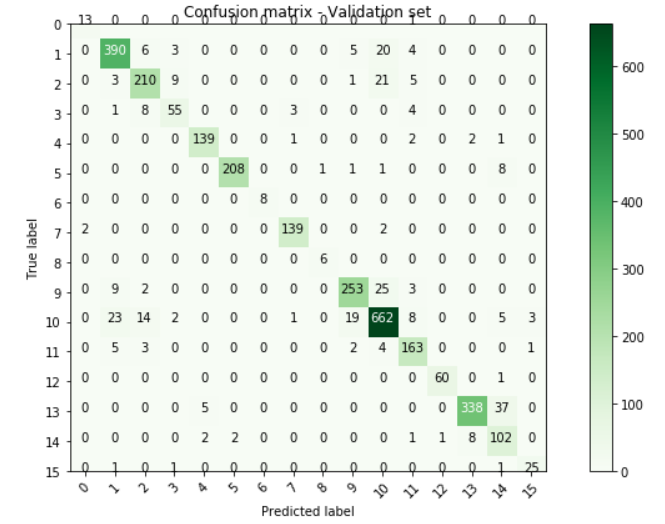 Confusion matrix - Validation set
0 13 0 0 0 0 0 0 0 0 0 0 1 0 0 0 0
1 0 390 6 3 0 0 0 0 0 5 20 4 0 0 0 0
2 0 3 210 9 0 0 0 0 0 1 21 5 0 0 0 0
3 0 1 8 55 0 0 0 3 0 0 0 4 0 0 0 0
4 0 0 0 0 139 0 0 1 0 0 0 2 0 2 1 0
5 0 0 0 0 0 208 0 0 1 1 1 0 0 0 8 0
6 0 0 0 0 0 0 8 0 0 0 0 0 0 0 0 0
7 2 0 0 0 0 0 0 139 0 0 2 0 0 0 0 0
8 0 0 0 0 0 0 0 0 6 0 0 0 0 0 0 0
9 0 9 2 0 0 0 0 0 0 253 25 3 0 0 0 0
10 0 23 14 2 0 0 0 1 0 19 662 8 0 0 5 3
11 0 5 3 0 0 0 0 0 0 2 4 163 0 0 0 1
12 0 0 0 0 0 0 0 0 0 0 0 0 60 0 1 0
13 0 0 0 0 5 0 0 0 0 0 0 0 0 338 37 0
14 0 0 0 0 2 2 0 0 0 0 0 1 1 8 102 0
15 0 1 0 1 0 0 0 0 0 0 0 0 0 0 1 25
0 1 2 3 4 5 6 7 8 9 10 11 12 13 14 15
True label
Predicted label
600
500
400
300
200
100
0